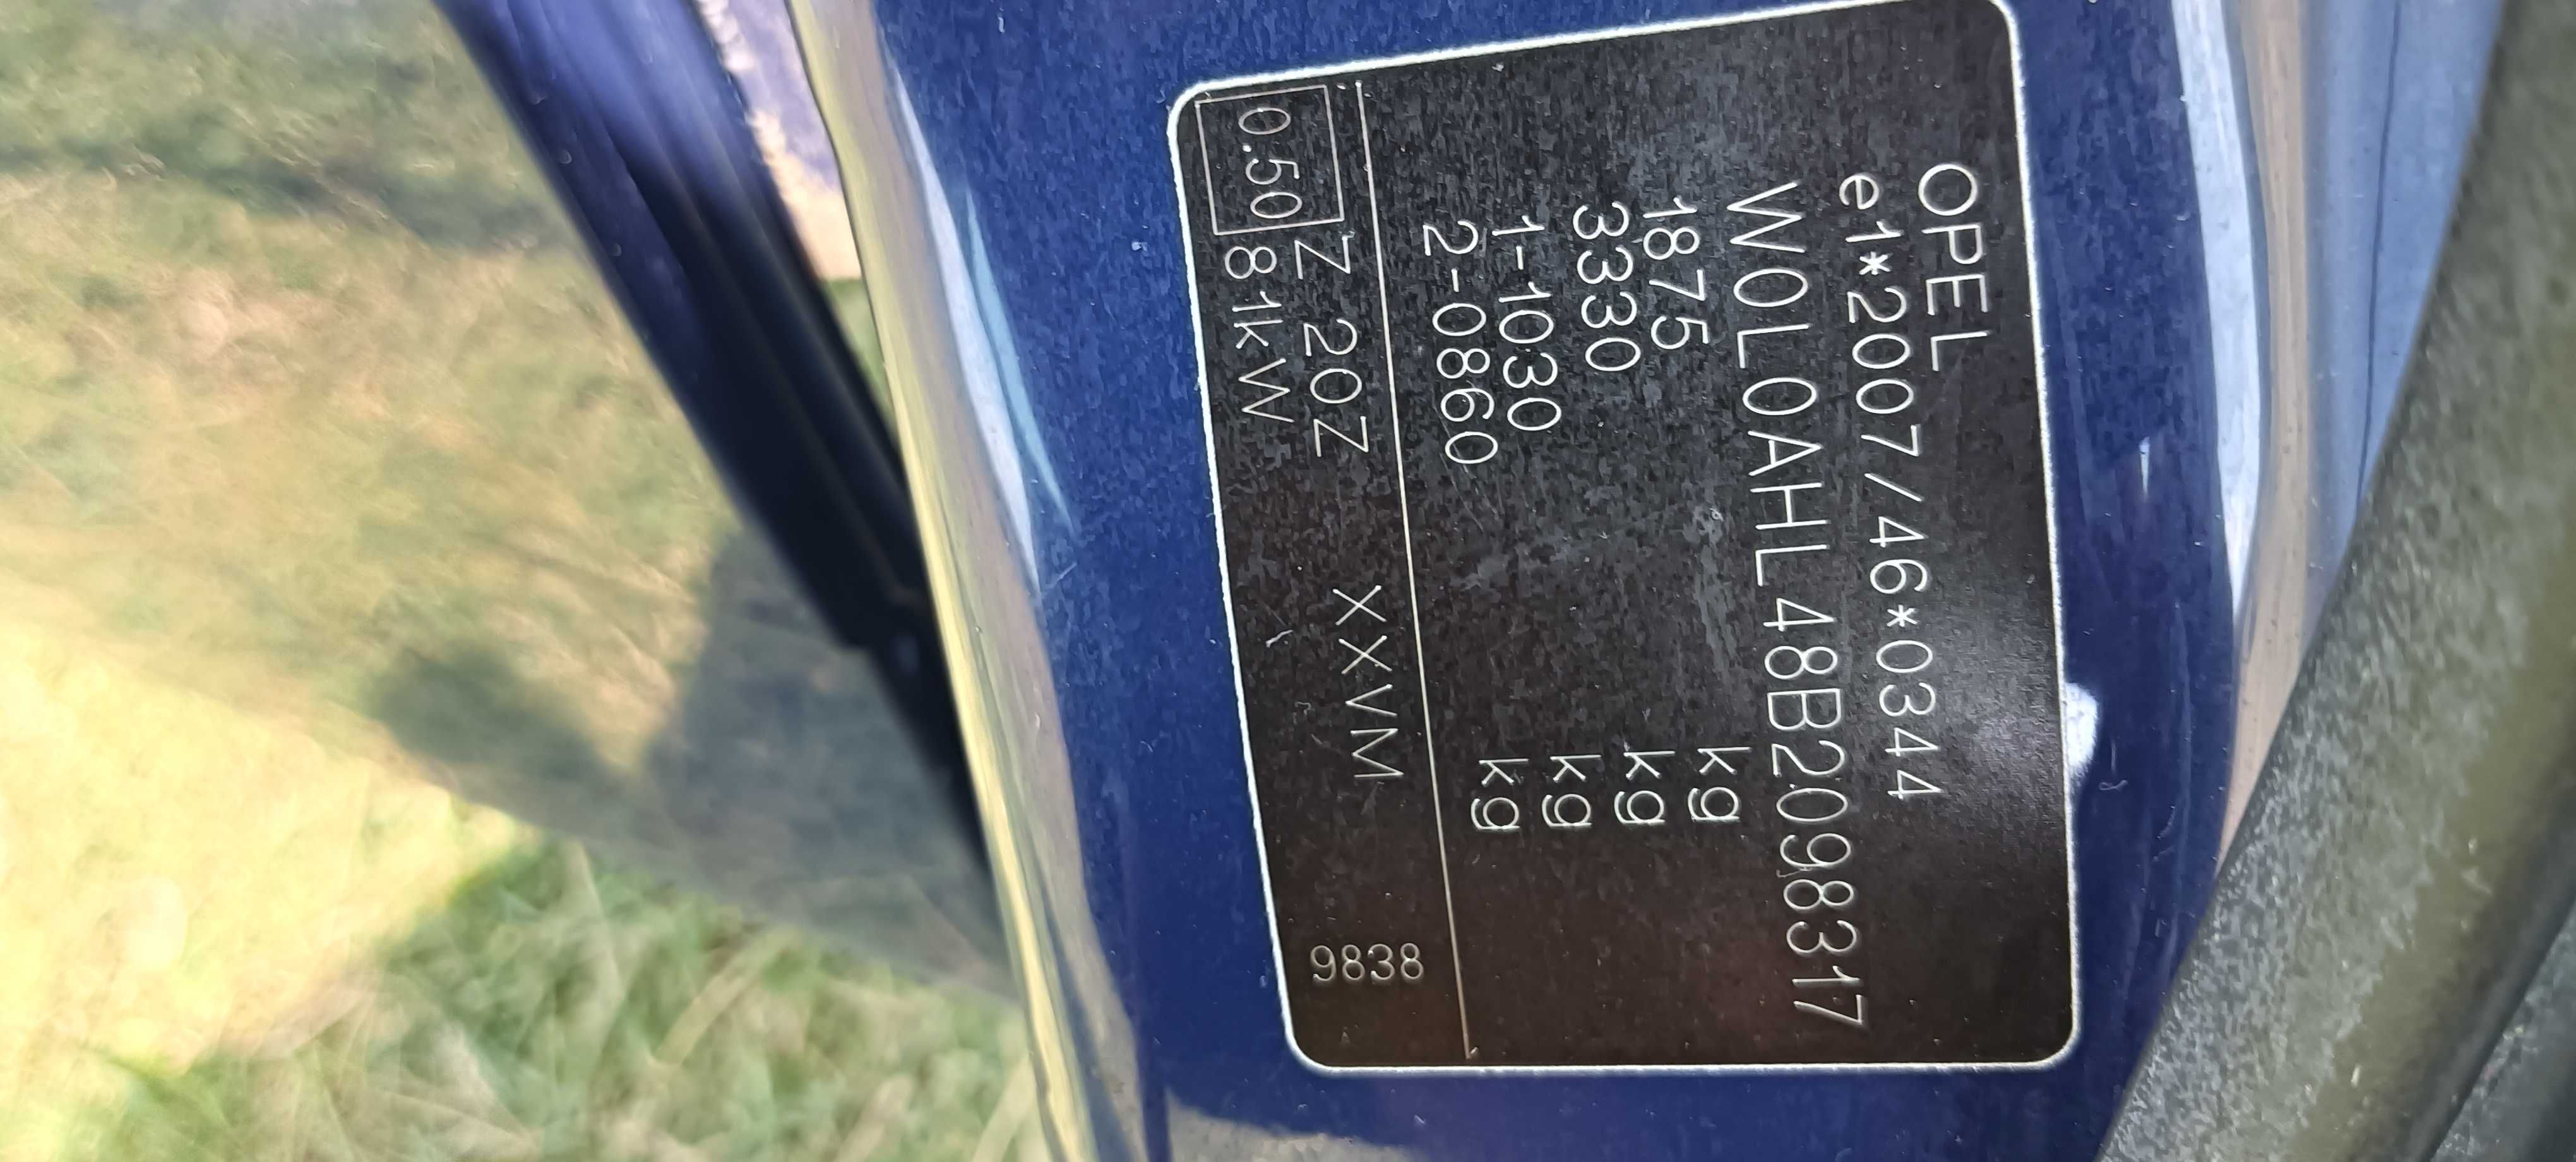 OPEL
e1*2007/46*0344
W0L0AHL48B2098317
1875 kg
3330 kg
1-1030 kg
2-0860 kg
Z 20Z XXVM
0.50 81kW
9838